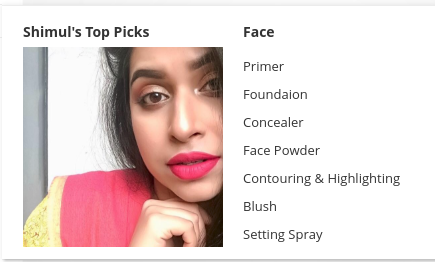 Shimul's Top Picks
Face
Primer
Foundaion
Concealer
Face Powder
Contouring & Highlighting
Blush
Setting Spray